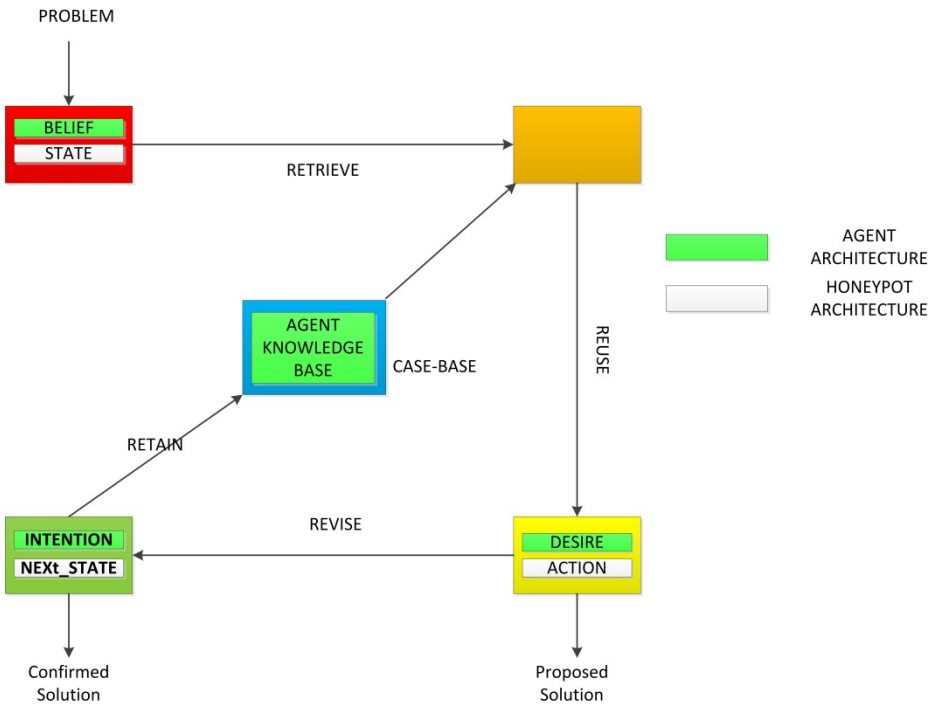 PROBLEM
BELIEF
STATE
RETRIEVE
AGENT
ARCHITECTURE
HONEYPOT
ARCHITECTURE
AGENT
KNOWLEDGE
BASE
CASE-BASE
REUSE
RETAIN
REVISE
INTENTION
NEXt_STATE
DESIRE
ACTION
Confirmed
Solution
Proposed
Solution